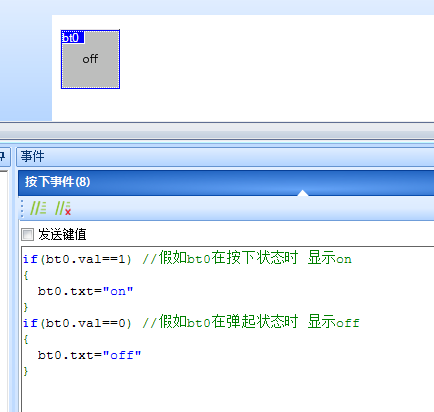 bt0
off
事件
按下事件(8)
发送键值
if(bt0.val==1) //假如bt0在按下状态时 显示on
{
  bt0.txt="on"
}
if(bt0.val==0) //假如bt0在弹起状态时 显示off
{
  bt0.txt="off"
}